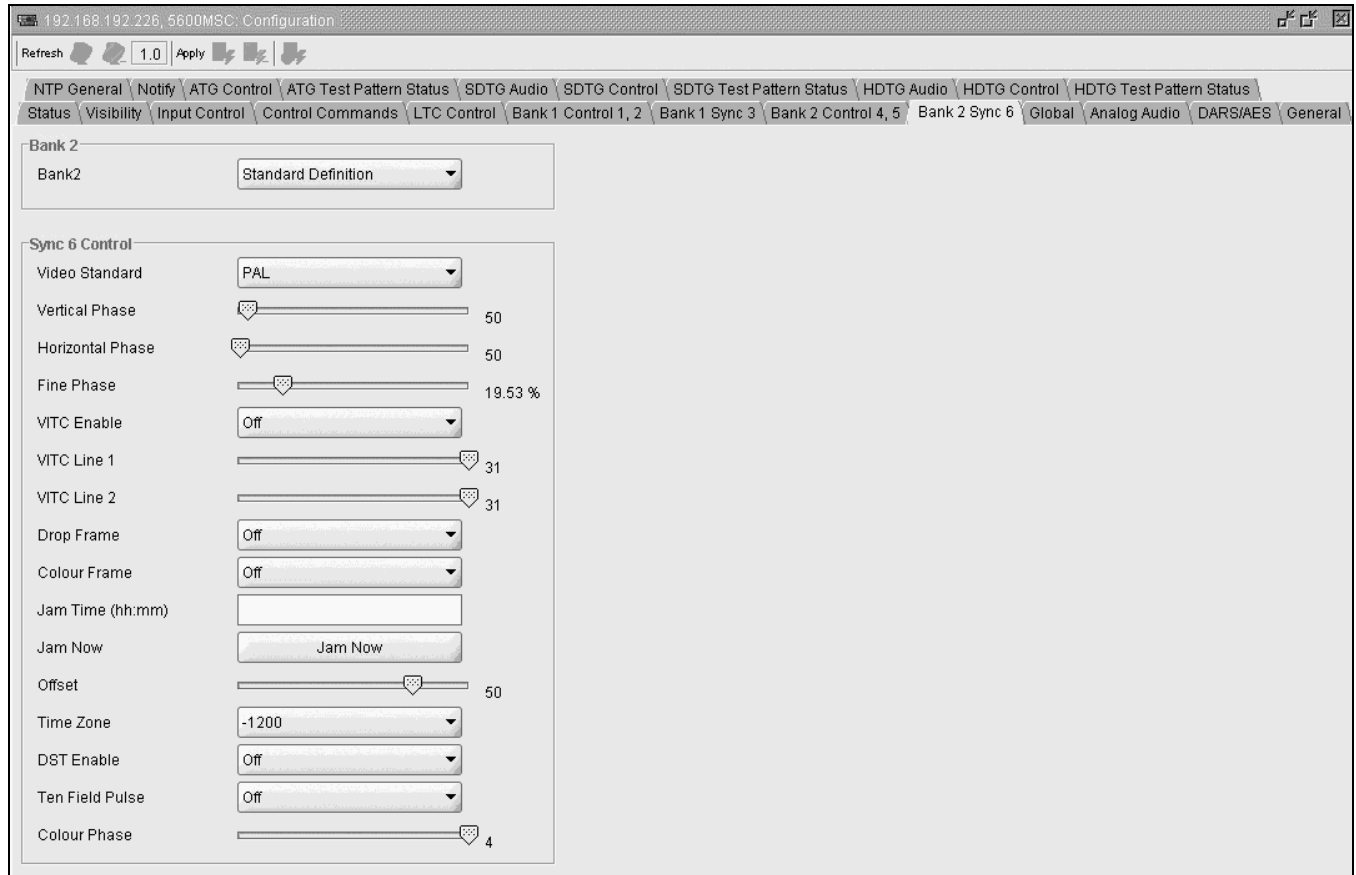 192.168.192.226, 5600MSC: Configuration
Refresh 1.0 Apply
NTP General Notify ATG Control ATG Test Pattern Status SDTG Audio SDTG Control SDTG Test Pattern Status HDTG Audio HDTG Control HDTG Test Pattern Status
Status Visibility Input Control Control Commands LTC Control Bank 1 Control 1, 2 Bank 1 Sync 3 Bank 2 Control 4, 5 Bank 2 Sync 6 Global Analog Audio DARS/AES General
Bank 2
Bank2 Standard Definition
Sync 6 Control
Video Standard PAL
Vertical Phase 50
Horizontal Phase 50
Fine Phase 19.53 %
VITC Enable Off
VITC Line 1 31
VITC Line 2 31
Drop Frame Off
Colour Frame Off
Jam Time (hh:mm)
Jam Now Jam Now
Offset 50
Time Zone -1200
DST Enable Off
Ten Field Pulse Off
Colour Phase 4